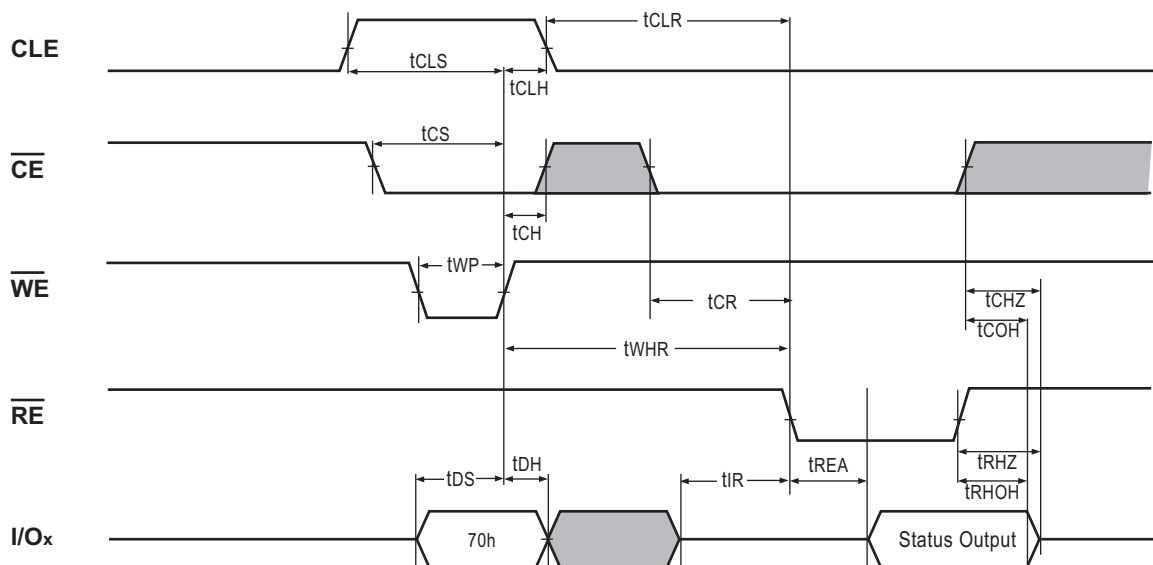 tCLR
CLE
tCLS
tCLH
tCS
CE
tCH
tWP
WE
tCHZ
tCR
tCOH
tWHR
RE
tDH
tREA
tRHZ
tDS
tIR
tRHOH
I/Ox
70h
Status Output